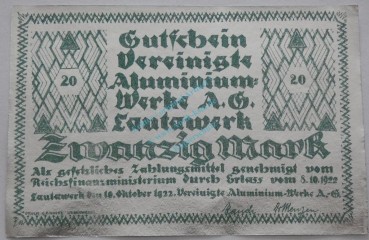 Gutschein
Vereinigte
Aluminium-
Werke A.G.
Lautawerk
20
20
Zwanzig Mark
Als gesetzliches Zahlungsmittel genehmigt vom
Reichsfinanzministerium durch Erlass vom 8.10.1922
Lautawerk den 10. Oktober 1922. Vereinigte Aluminium-Werke A-G.